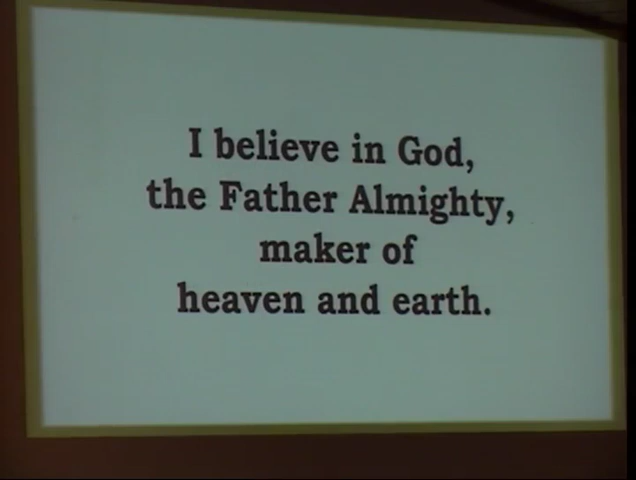 I believe in God,
the Father Almighty,
maker of
heaven and earth.